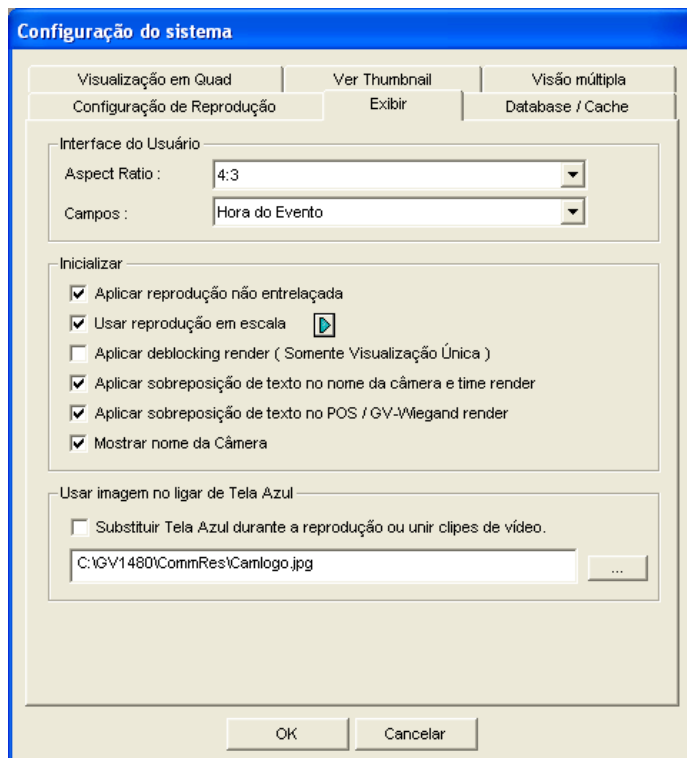 Configuração do sistema
Visualização em Quad
Ver Thumbnail
Visão múltipla
Configuração de Reprodução
Exibir
Database / Cache
Interface do Usuário
Aspect Ratio :
4:3
Campos :
Hora do Evento
Inicializar
Aplicar reprodução não entrelaçada
Usar reprodução em escala
Aplicar deblocking render ( Somente Visualização Única )
Aplicar sobreposição de texto no nome da câmera e time render
Aplicar sobreposição de texto no POS / GV-Wiegand render
Mostrar nome da Câmera
Usar imagem no ligar de Tela Azul
Substituir Tela Azul durante a reprodução ou unir clipes de vídeo.
C:\GV1480\CommRes\Camlogo.jpg
...
OK
Cancelar